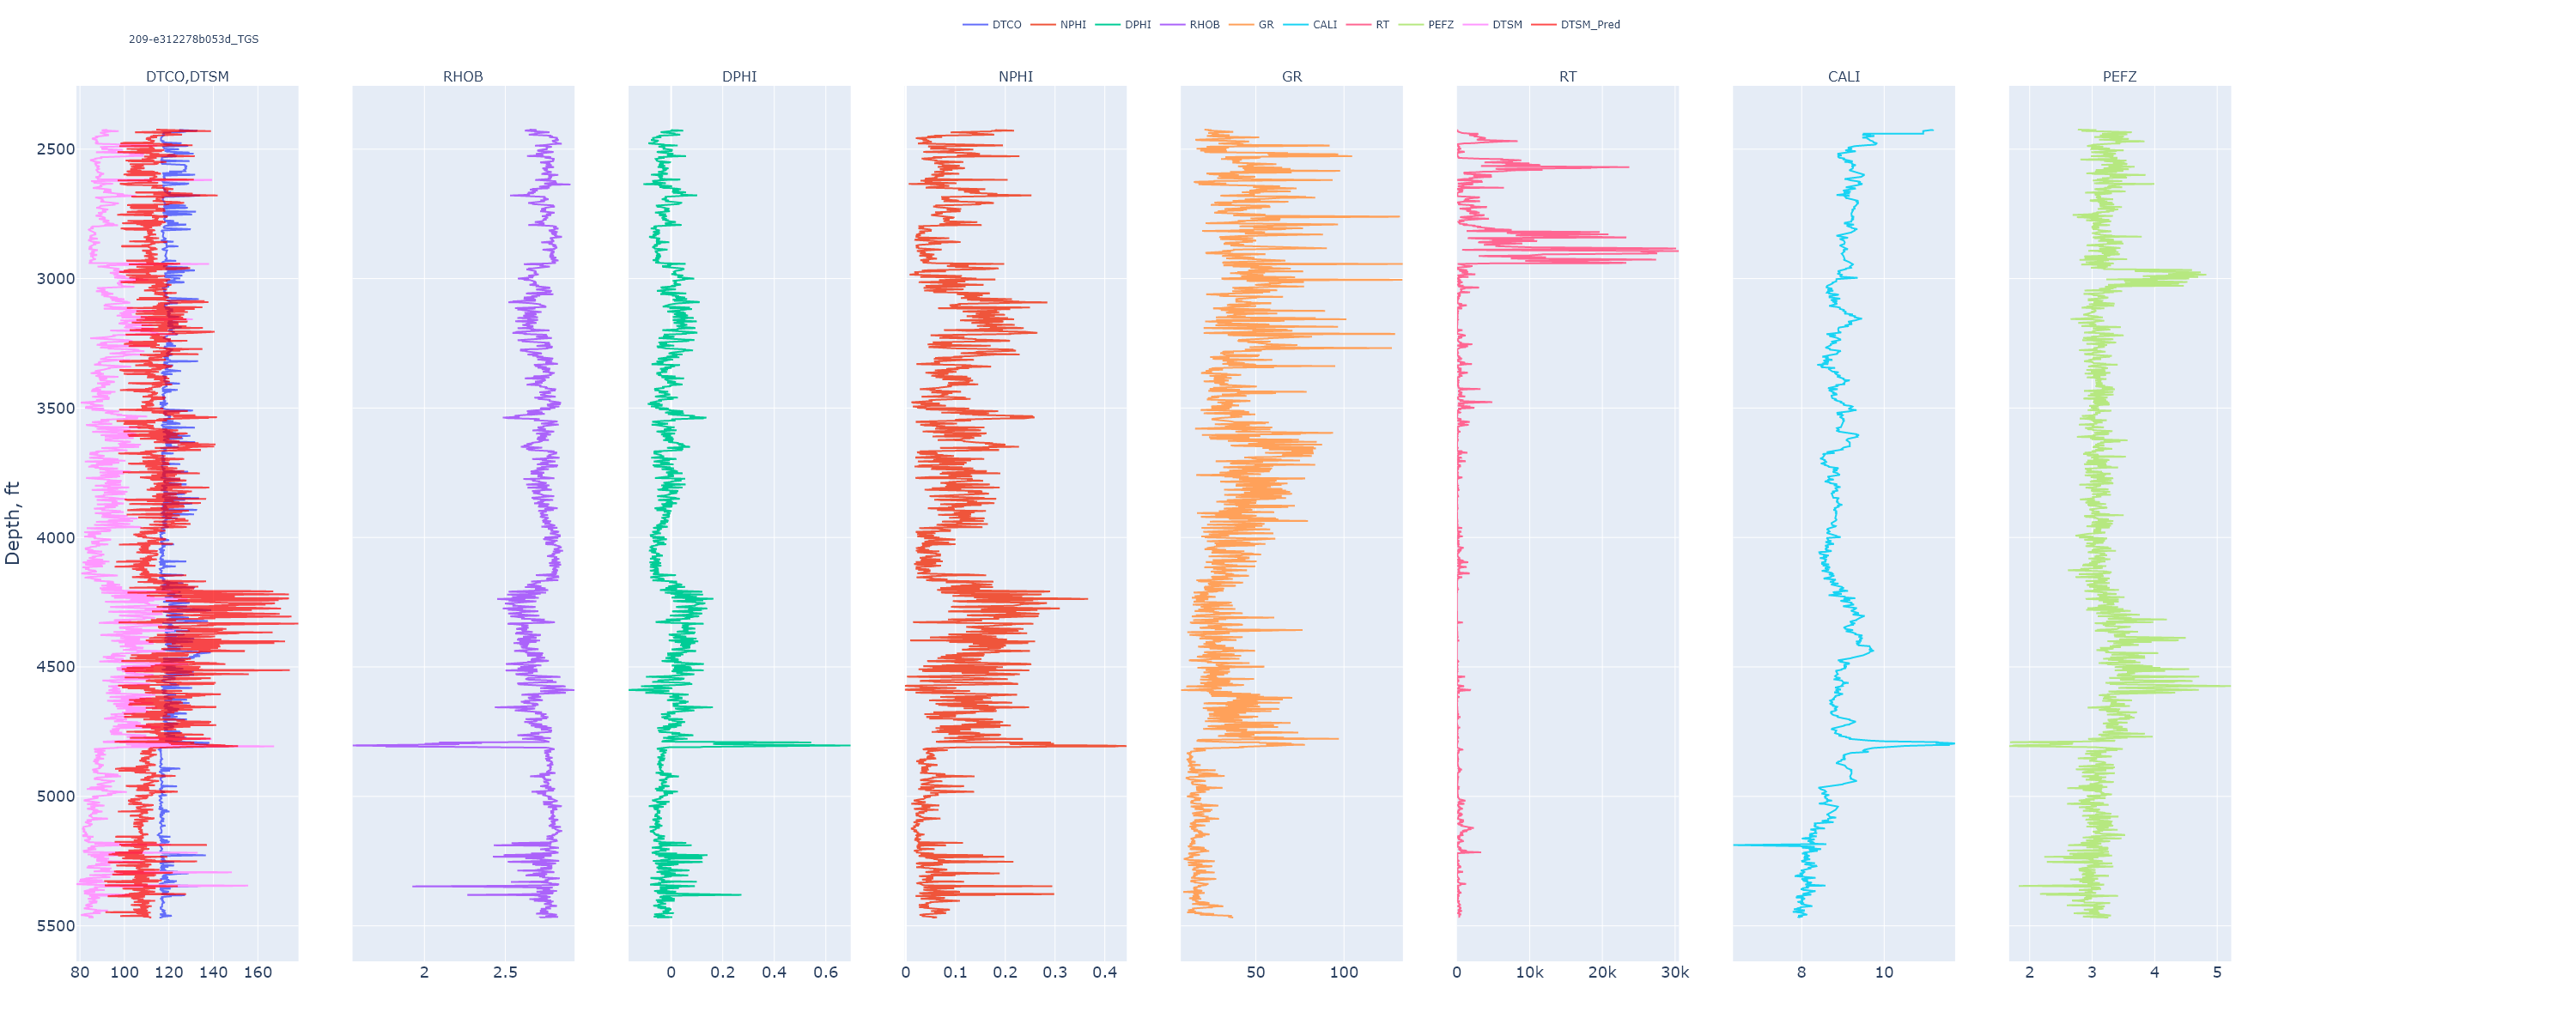 DTCO NPHI DPHI RHOB GR CALI RT PEFZ DTSM DTSM_Pred
209-e312278b053d_TGS
DTCO,DTSM RHOB DPHI NPHI GR RT CALI PEFZ
Depth, ft
2500
3000
3500
4000
4500
5000
5500
80 100 120 140 160 2 2.5 0 0.2 0.4 0.6 0 0.1 0.2 0.3 0.4 50 100 0 10k 20k 30k 8 10 2 3 4 5